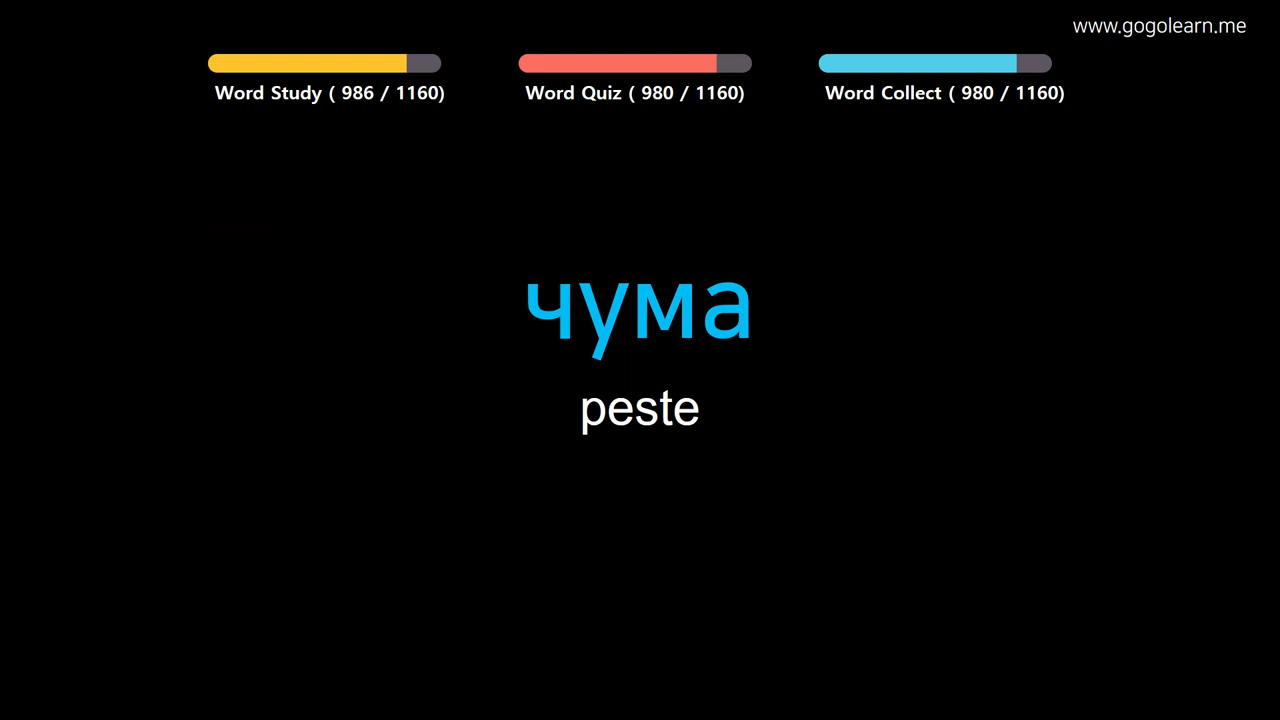 www.gogolearn.me
Word Study ( 986 / 1160)
Word Quiz ( 980 / 1160)
Word Collect ( 980 / 1160)
чума
peste